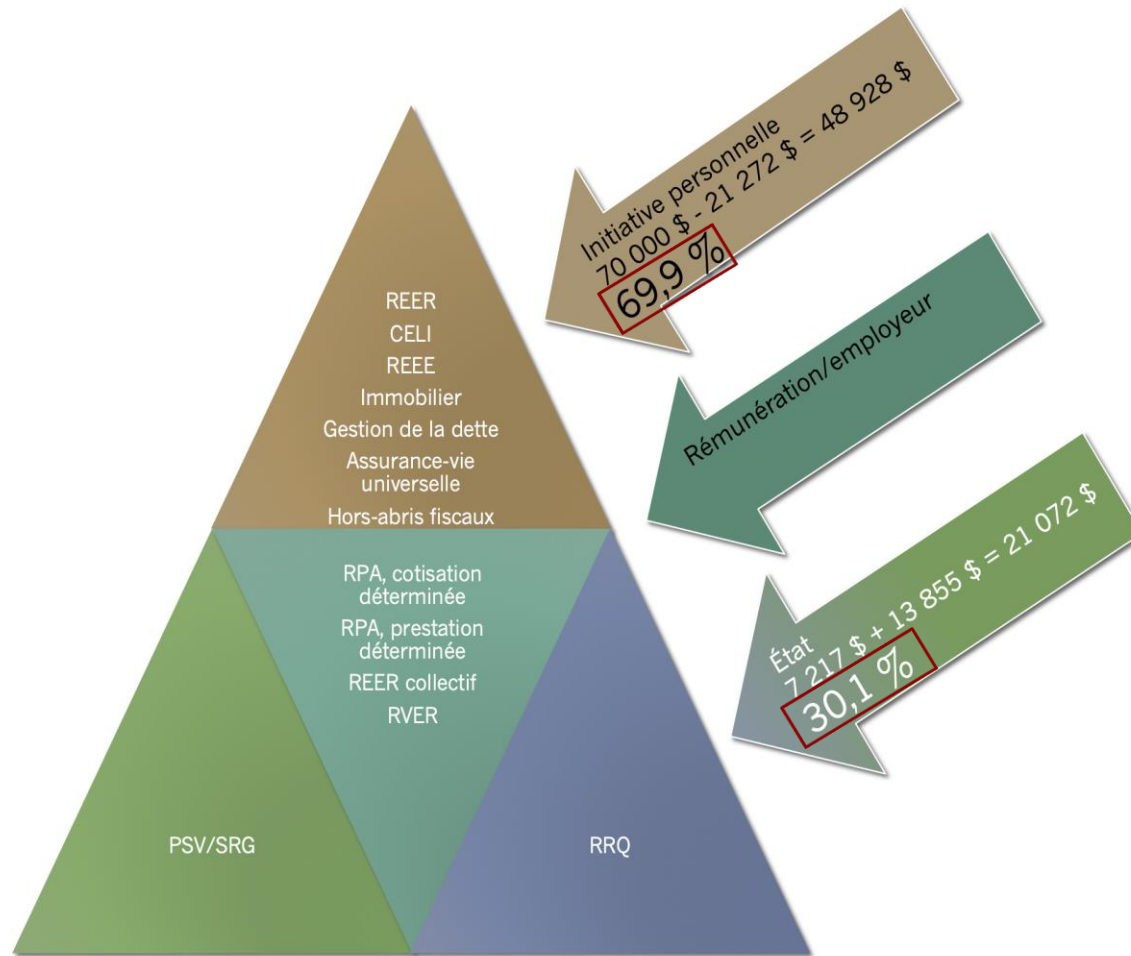 Initiative personnelle
70 000 $ - 21 272 $ = 48 928 $
69,9 %
Rémunération/employeur
État
7 217 $ + 13 855 $ = 21 072 $
30,1 %
REER
CELI
REEE
Immobilier
Gestion de la dette
Assurance-vie
universelle
Hors-abris fiscaux
RPA, cotisation
déterminée
RPA, prestation
déterminée
REER collectif
RVER
PSV/SRG
RRQ